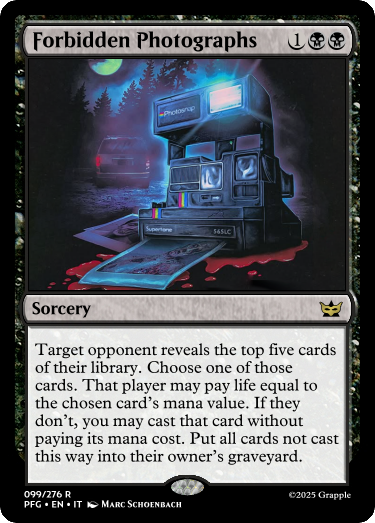 Forbidden Photographs 1
Photosnap
Supertone 565LC
Sorcery
Target opponent reveals the top five cards
of their library. Choose one of those
cards. That player may pay life equal to
the chosen card's mana value. If they
don't, you may cast that card without
paying its mana cost. Put all cards not cast
this way into their owner's graveyard.
099/276 R
PFG • EN • IT Marc Schoenbach
©2025 Grapple